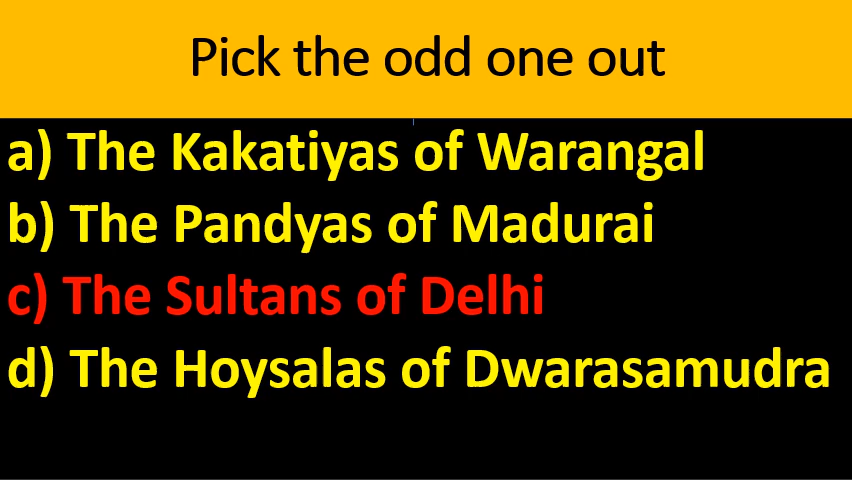 Pick the odd one out
a) The Kakatiyas of Warangal
b) The Pandyas of Madurai
c) The Sultans of Delhi
d) The Hoysalas of Dwarasamudra